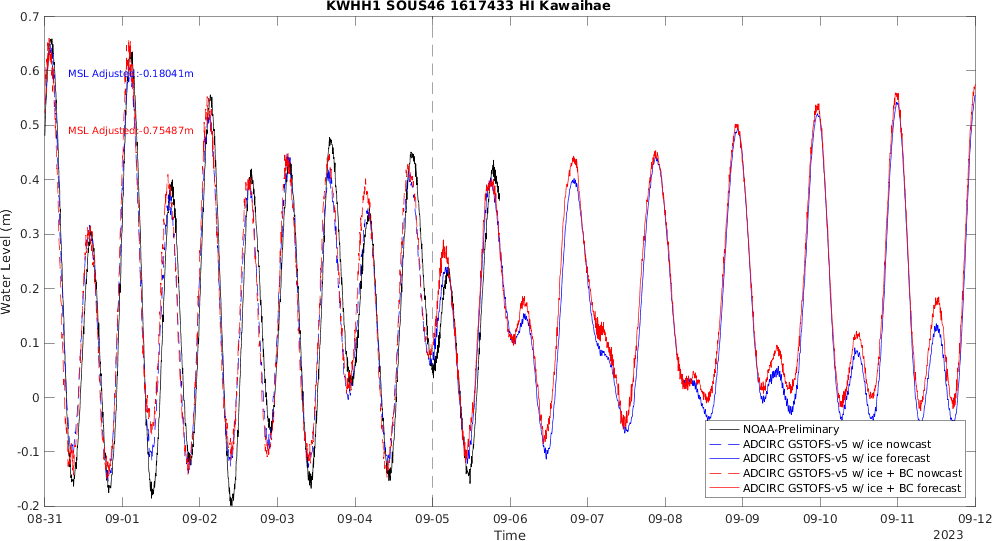 KWHH1 SOUS46 1617433 HI Kawaihae
0.7
0.6
0.5
0.4
0.3
0.2
0.1
0
-0.1
-0.2
Water Level (m)
MSL Adjusted:-0.18041m
MSL Adjusted:-0.75487m
NOAA-Preliminary
ADCIRC GSTOFS-v5 w/ ice nowcast
ADCIRC GSTOFS-v5 w/ ice forecast
ADCIRC GSTOFS-v5 w/ ice + BC nowcast
ADCIRC GSTOFS-v5 w/ ice + BC forecast
08-31 09-01 09-02 09-03 09-04 09-05 09-06 09-07 09-08 09-09 09-10 09-11 09-12
Time
2023